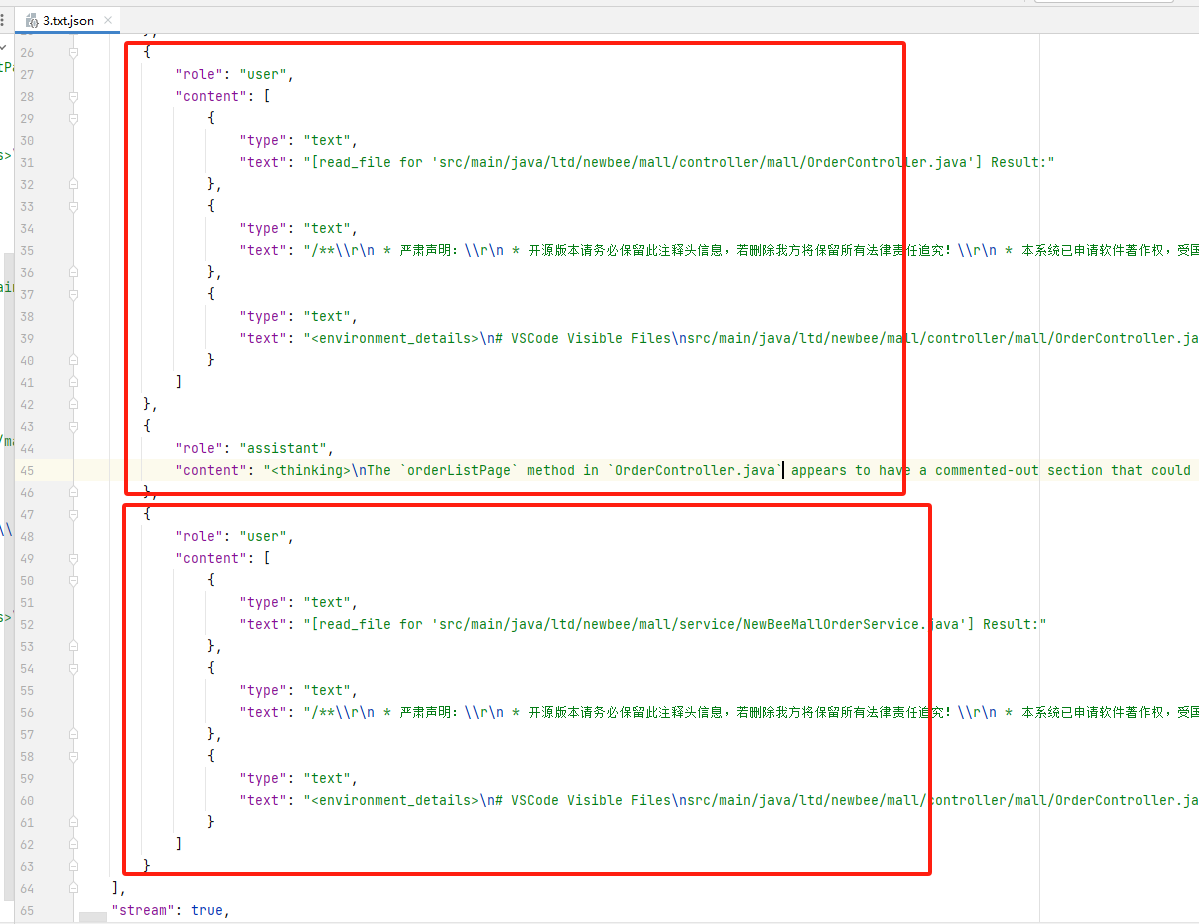 3.txt.json
26 {
27 "role": "user",
28 "content": [
29 {
30 "type": "text",
31 "text": "[read_file for 'src/main/java/ltd/newbee/mall/controller/mall/OrderController.java'] Result:"
32 },
33 {
34 "type": "text",
35 "text": "/**\\r\n * 严肃声明：\\r\n * 开源版本请务必保留此注释头信息，若删除我方将保留所有法律责任追究！\\r\n * 本系统已申请软件著作权，受国
36 },
37 {
38 "type": "text",
39 "text": "<environment_details>\n# VSCode Visible Files\nsrc/main/java/ltd/newbee/mall/controller/mall/OrderController.ja
40 }
41 ]
42 },
43 {
44 "role": "assistant",
45 "content": "<thinking>\nThe `orderListPage` method in `OrderController.java` appears to have a commented-out section that could
46 },
47 {
48 "role": "user",
49 "content": [
50 {
51 "type": "text",
52 "text": "[read_file for 'src/main/java/ltd/newbee/mall/service/NewBeeMallOrderService.java'] Result:"
53 },
54 {
55 "type": "text",
56 "text": "/**\\r\n * 严肃声明：\\r\n * 开源版本请务必保留此注释头信息，若删除我方将保留所有法律责任追究！\\r\n * 本系统已申请软件著作权，受国
57 },
58 {
59 "type": "text",
60 "text": "<environment_details>\n# VSCode Visible Files\nsrc/main/java/ltd/newbee/mall/controller/mall/OrderController.ja
61 }
62 ]
63 }
64 ],
65 "stream": true,